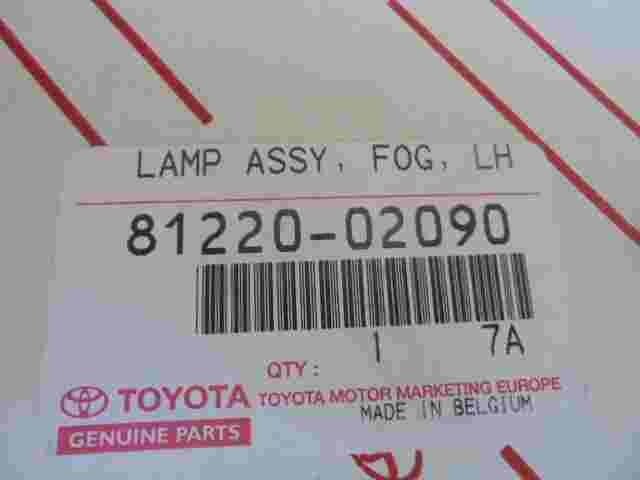 LAMP ASSY, FOG, LH
81220-02090
QTY: 1 7A
TOYOTA TOYOTA MOTOR MARKETING EUROPE
GENUINE PARTS MADE IN BELGIUM